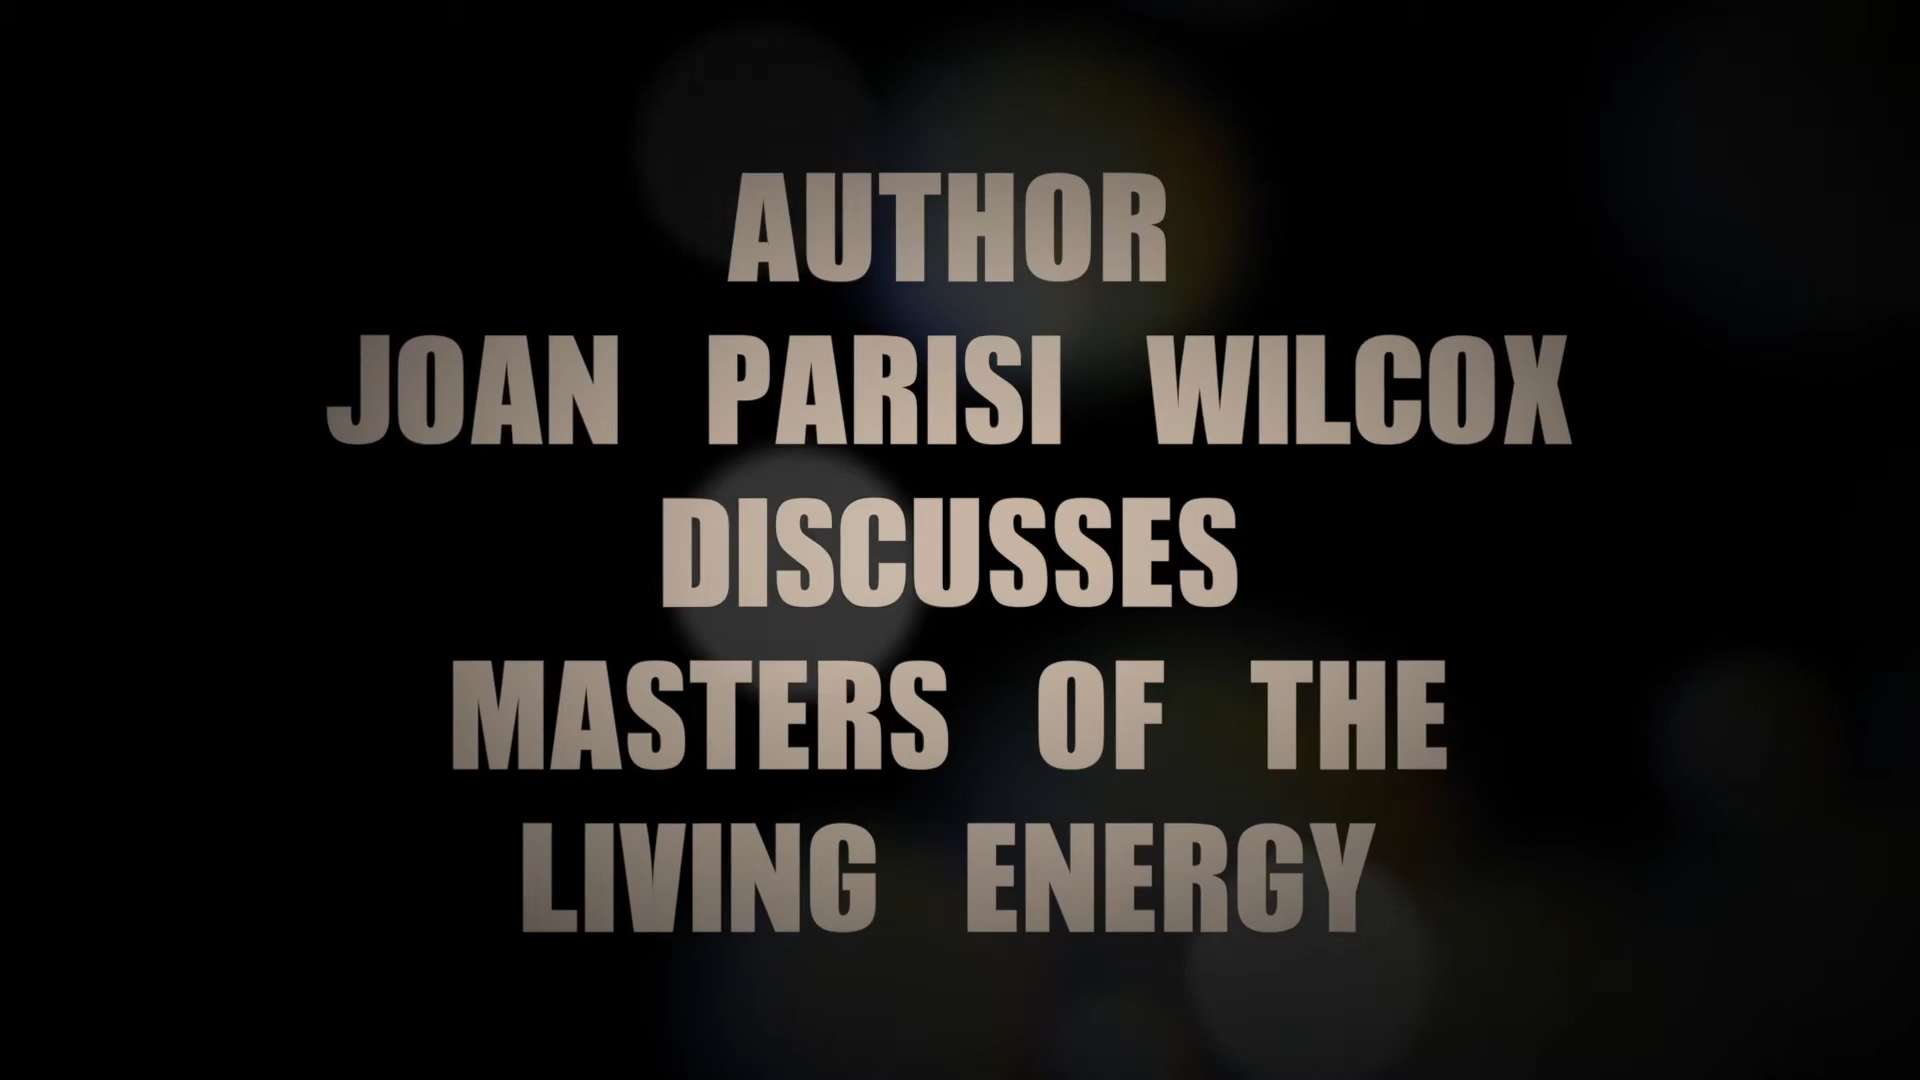 AUTHOR
JOAN PARISI WILCOX
DISCUSSES
MASTERS OF THE
LIVING ENERGY